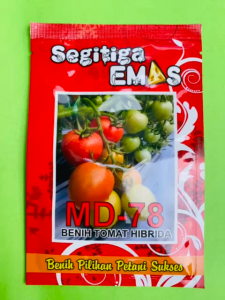 Segitiga
EMAS
MD-78
BENIH TOMAT HIBRIDA
Benih Pilihan Petani Sukses